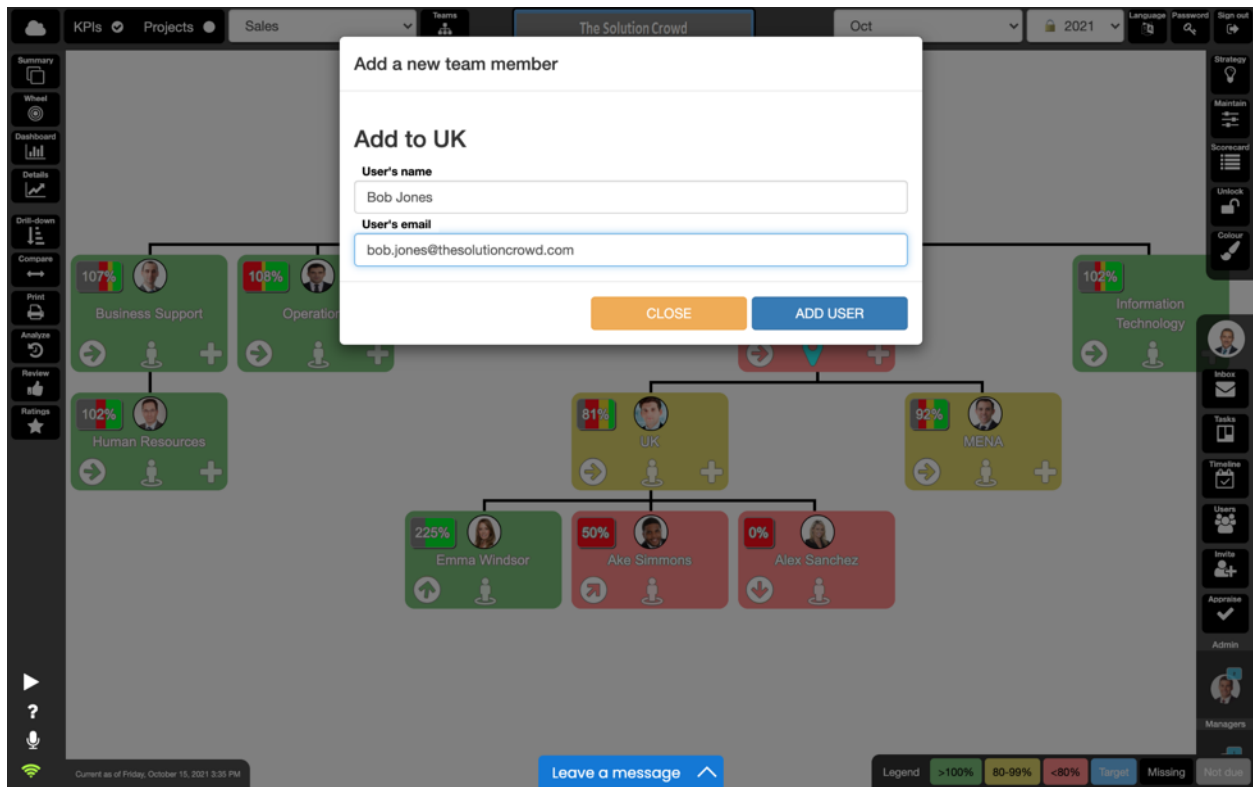 KPIs
Projects
Sales
Teams
The Solution Crowd
Oct
2021
Language
Password
Sign out
Summary
Wheel
Dashboard
Details
Drill-down
Compare
Print
Analyze
Review
Ratings
Add a new team member
Add to UK
User's name
Bob Jones
User's email
bob.jones@thesolutioncrowd.com
CLOSE
ADD USER
107%
Business Support
108%
Operation
102%
Information
Technology
102%
Human Resources
81%
UK
92%
MENA
225%
Emma Windsor
50%
Ake Simmons
0%
Alex Sanchez
Strategy
Maintain
Scorecard
Unlock
Colour
Inbox
Tasks
Timeline
Users
Invite
Appraise
Admin
Managers
?
Current as of Friday, October 15, 2021 3:35 PM
Leave a message
Legend
>100%
80-99%
<80%
Target
Missing
Not due